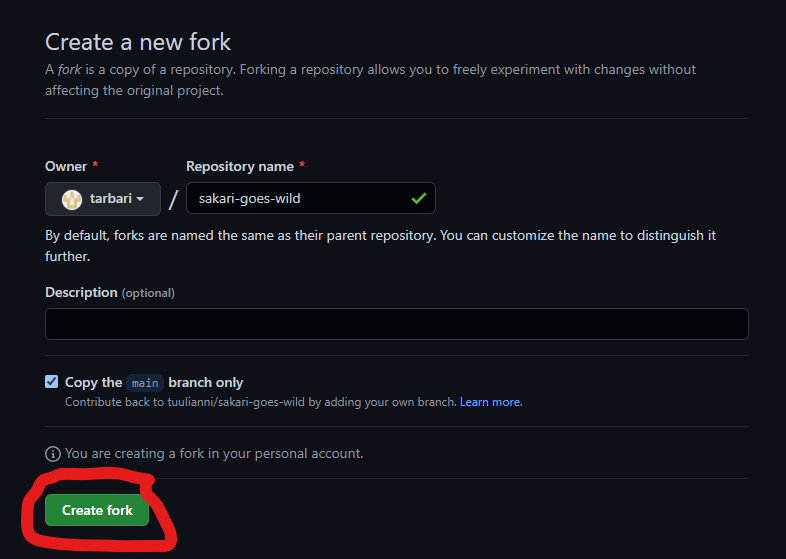 Create a new fork
A fork is a copy of a repository. Forking a repository allows you to freely experiment with changes without
affecting the original project.
Owner * Repository name *
tarbari / sakari-goes-wild
By default, forks are named the same as their parent repository. You can customize the name to distinguish it
further.
Description (optional)
Copy the main branch only
Contribute back to tuulianni/sakari-goes-wild by adding your own branch. Learn more.
You are creating a fork in your personal account.
Create fork